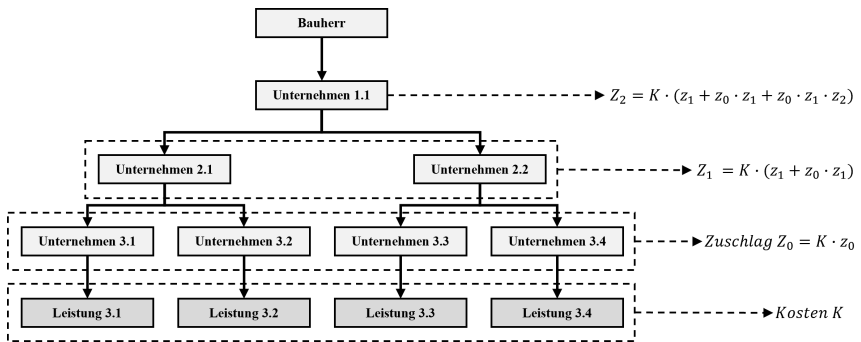 Bauherr
Unternehmen 1.1
Z₂ = K · (z₁ + z₀ · z₁ + z₀ · z₁ · z₂)
Unternehmen 2.1
Unternehmen 2.2
Z₁ = K · (z₁ + z₀ · z₁)
Unternehmen 3.1
Unternehmen 3.2
Unternehmen 3.3
Unternehmen 3.4
Zuschlag Z₀ = K · z₀
Leistung 3.1
Leistung 3.2
Leistung 3.3
Leistung 3.4
Kosten K